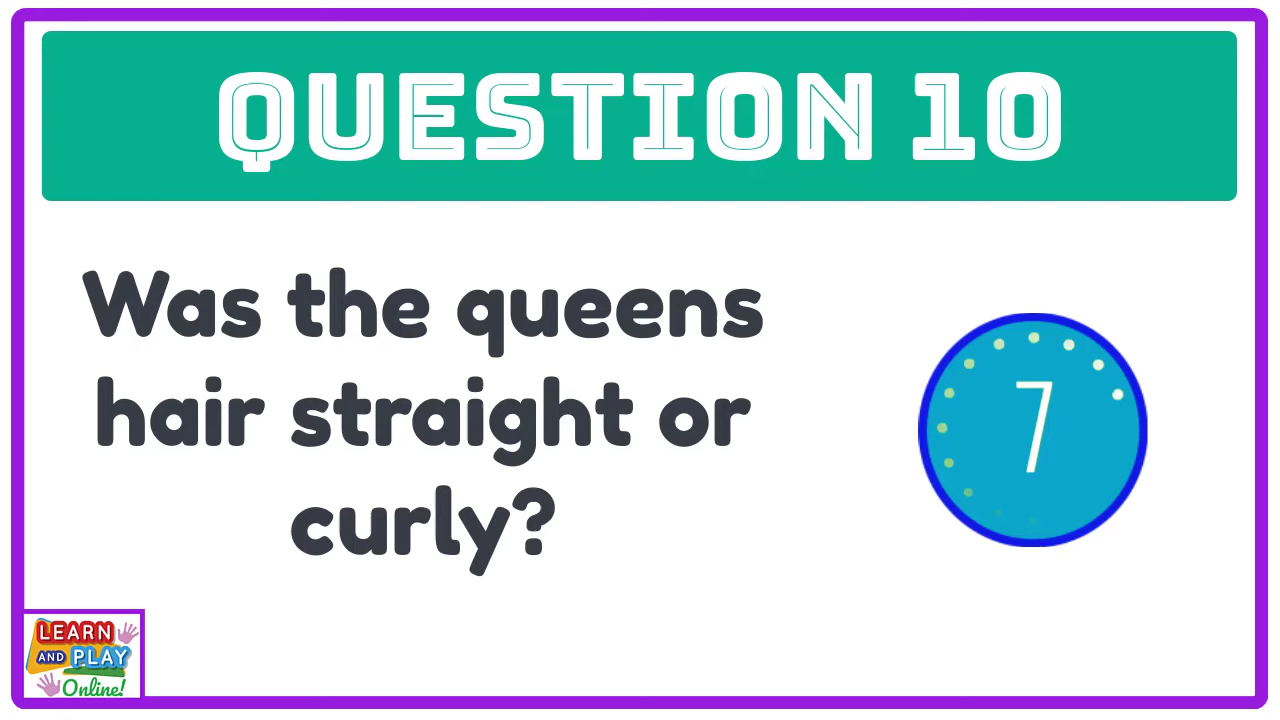 QUESTION 10
Was the queens
hair straight or
curly?
7
LEARN
AND PLAY
Online!